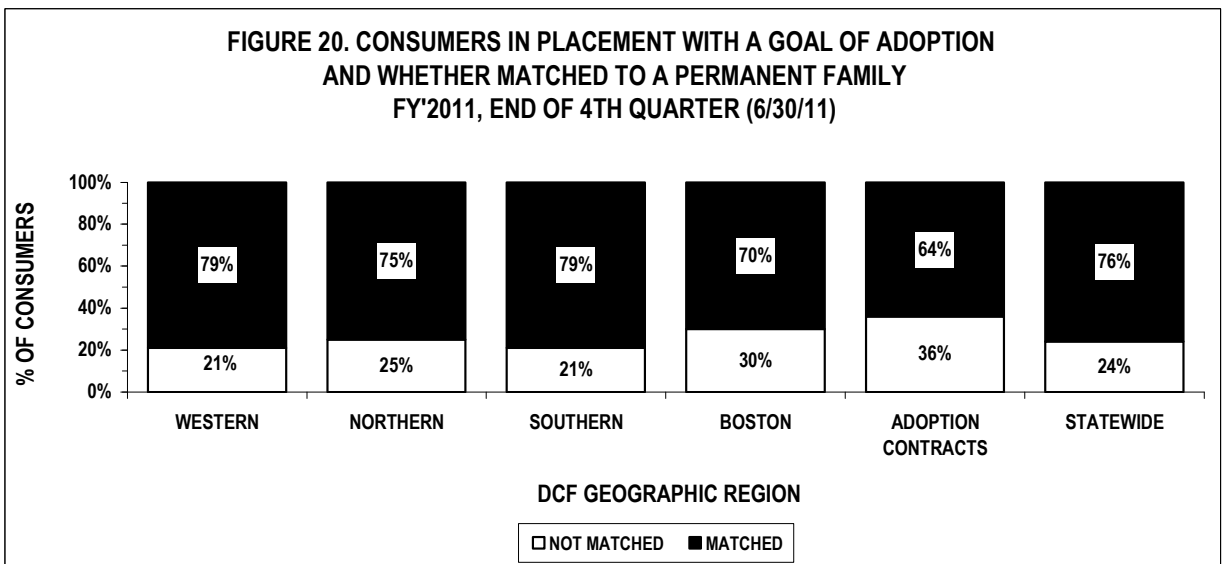 FIGURE 20. CONSUMERS IN PLACEMENT WITH A GOAL OF ADOPTION
AND WHETHER MATCHED TO A PERMANENT FAMILY
FY'2011, END OF 4TH QUARTER (6/30/11)
% OF CONSUMERS
100%
80%
60%
40%
20%
0%
79% 75% 79% 70% 64% 76%
21% 25% 21% 30% 36% 24%
WESTERN NORTHERN SOUTHERN BOSTON ADOPTION CONTRACTS STATEWIDE
DCF GEOGRAPHIC REGION
NOT MATCHED MATCHED